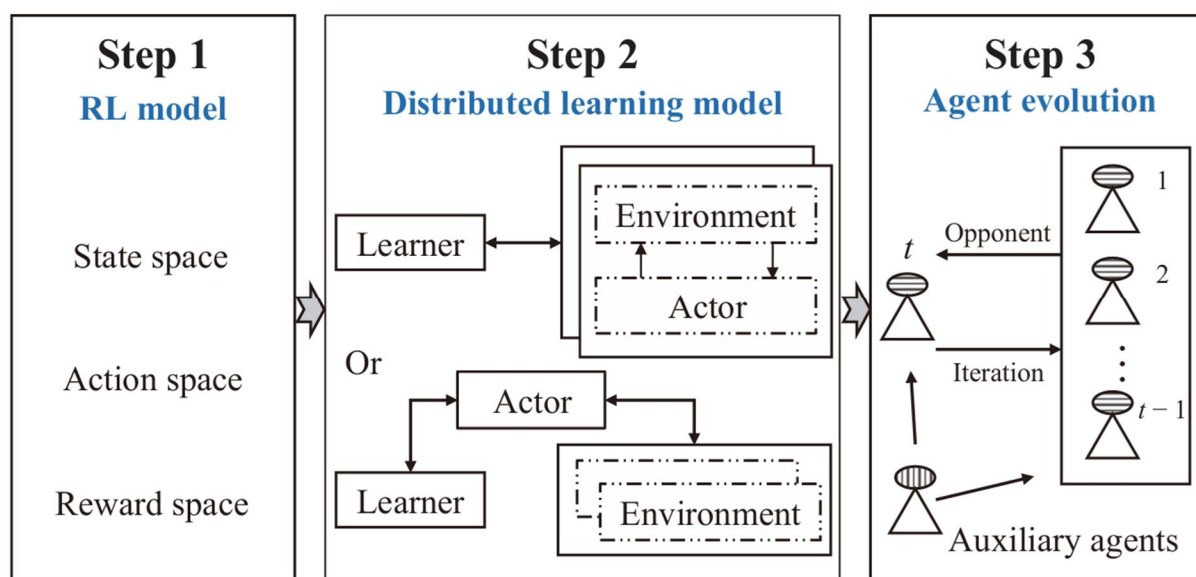 Step 1
RL model
State space
Action space
Reward space
Step 2
Distributed learning model
Learner
Environment
Actor
Or
Actor
Learner
Environment
Step 3
Agent evolution
1
Opponent
t
2
Iteration
t − 1
Auxiliary agents